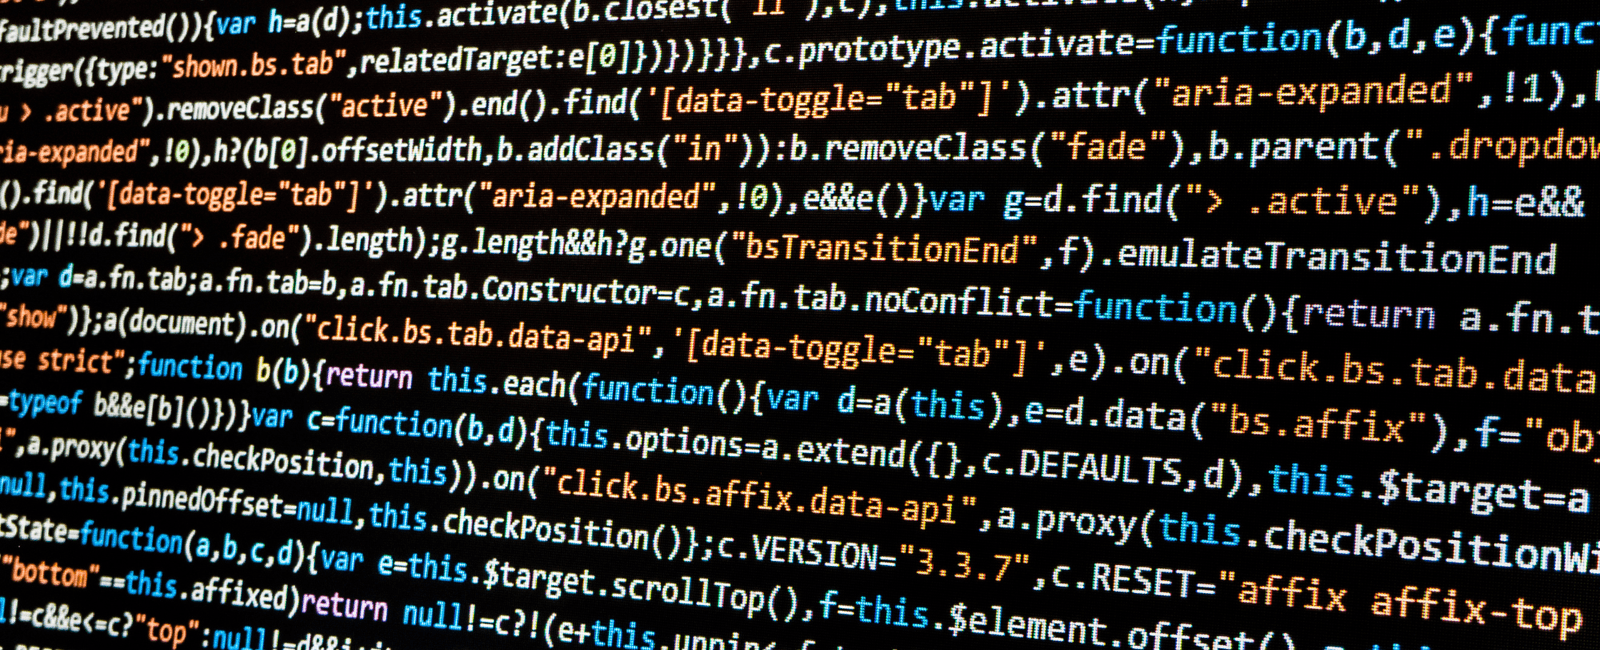 faultPrevented()){var h=a(d);this.activate(b.closest("li"),c),this.
rigger({type:"shown.bs.tab",relatedTarget:e[0]})})}}},c.prototype.activate=function(b,d,e){func
u > .active").removeClass("active").end().find('[data-toggle="tab"]').attr("aria-expanded",!1),
ria-expanded",!0),h?(b[0].offsetWidth,b.addClass("in")):b.removeClass("fade"),b.parent(".dropdow
().find('[data-toggle="tab"]').attr("aria-expanded",!0),e&&e()}var g=d.find("> .active"),h=e&&
de")||!!d.find("> .fade").length);g.length&&h?g.one("bsTransitionEnd",f).emulateTransitionEnd
;var d=a.fn.tab;a.fn.tab=b,a.fn.tab.Constructor=c,a.fn.tab.noConflict=function(){return a.fn.t
"show")};a(document).on("click.bs.tab.data-api",'[data-toggle="tab"]',e).on("click.bs.tab.data
se strict";function b(b){return this.each(function(){var d=a(this),e=d.data("bs.affix"),f="ob
=typeof b&&e[b]()})}var c=function(b,d){this.options=a.extend({},c.DEFAULTS,d),this.$target=a
",a.proxy(this.checkPosition,this)).on("click.bs.affix.data-api",a.proxy(this.checkPositionWi
null,this.pinnedOffset=null,this.checkPosition()};c.VERSION="3.3.7",c.RESET="affix affix-top
tState=function(a,b,c,d){var e=this.$target.scrollTop(),f=this.$element.offset()
"bottom"==this.affixed)return null!=c?!(e+this.unpin
l!=c&&e<=c?"top":null!=d&&